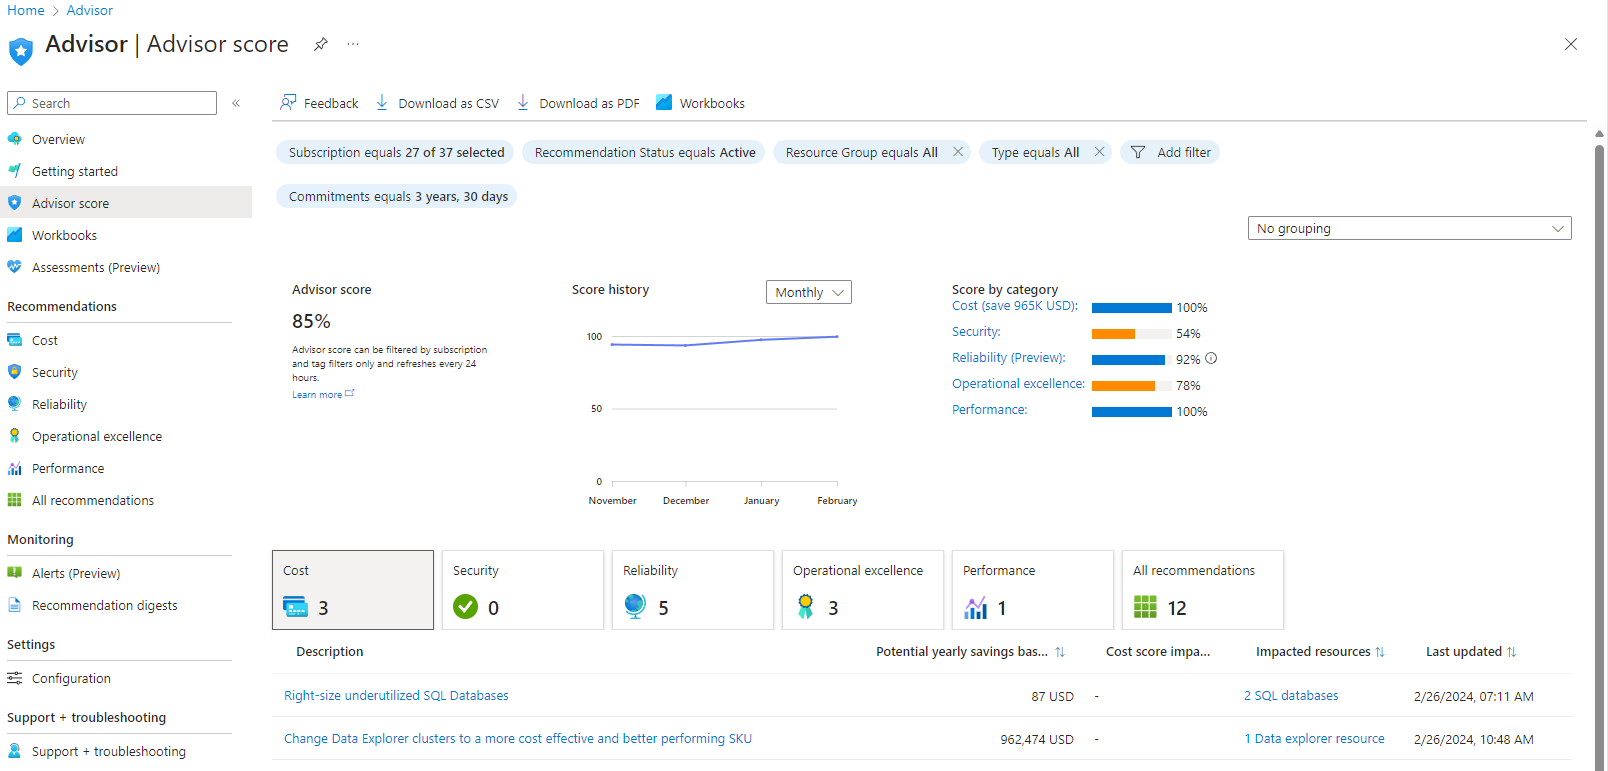 Home > Advisor
Advisor | Advisor score
Search
Overview
Getting started
Advisor score
Workbooks
Assessments (Preview)
Recommendations
Cost
Security
Reliability
Operational excellence
Performance
All recommendations
Monitoring
Alerts (Preview)
Recommendation digests
Settings
Configuration
Support + troubleshooting
Support + troubleshooting
Feedback
Download as CSV
Download as PDF
Workbooks
Subscription equals 27 of 37 selected
Recommendation Status equals Active
Resource Group equals All
Type equals All
Add filter
Commitments equals 3 years, 30 days
No grouping
Advisor score
85%
Advisor score can be filtered by subscription
and tag filters only and refreshes every 24
hours.
Learn more
Score history
Monthly
100
50
0
November December January February
Score by category
Cost (save 965K USD): 100%
Security: 54%
Reliability (Preview): 92%
Operational excellence: 78%
Performance: 100%
Cost
3
Security
0
Reliability
5
Operational excellence
3
Performance
1
All recommendations
12
Description Potential yearly savings bas... Cost score impa... Impacted resources Last updated
Right-size underutilized SQL Databases 87 USD - 2 SQL databases 2/26/2024, 07:11 AM
Change Data Explorer clusters to a more cost effective and better performing SKU 962,474 USD - 1 Data explorer resource 2/26/2024, 10:48 AM